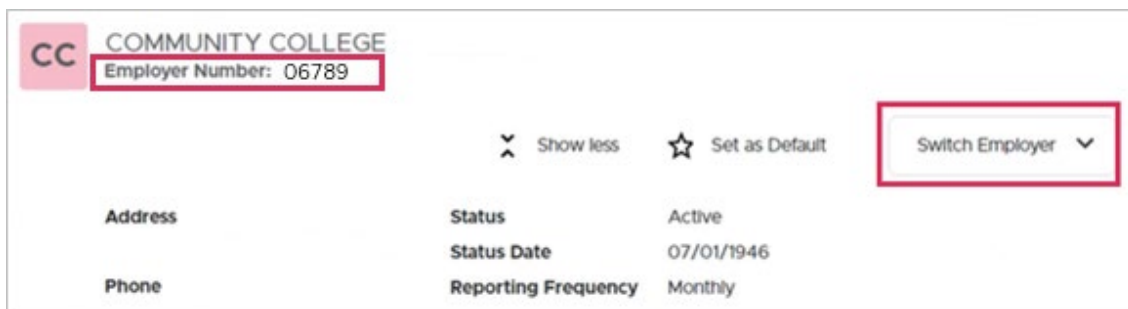 CC
COMMUNITY COLLEGE
Employer Number: 06789
Show less
Set as Default
Switch Employer
Address
Status Active
Status Date 07/01/1946
Phone
Reporting Frequency Monthly